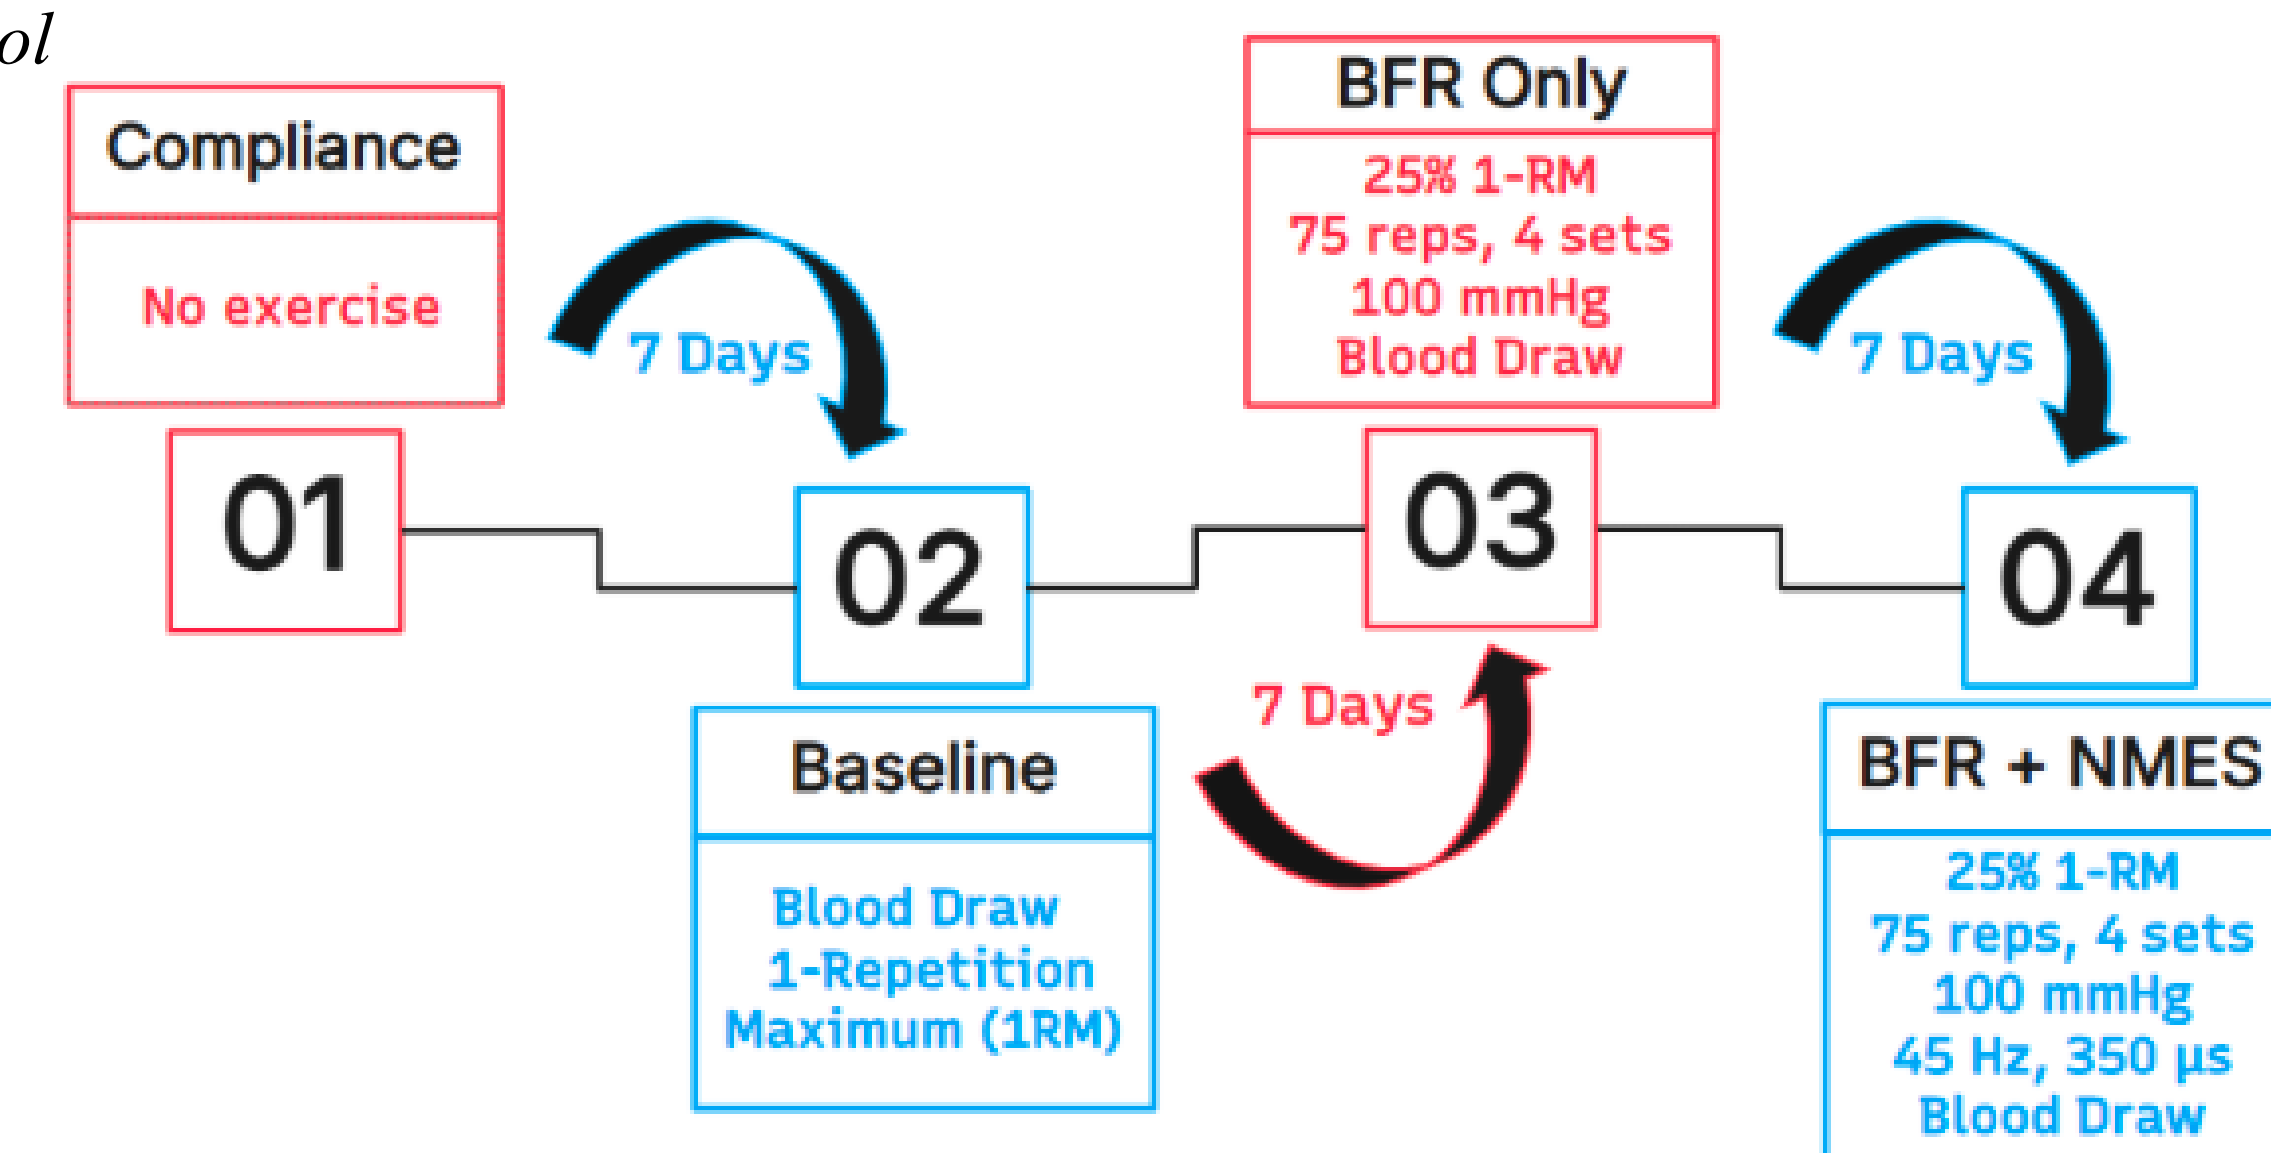 ol
Compliance
No exercise
01
7 Days
02
Baseline
Blood Draw
1-Repetition
Maximum (1RM)
7 Days
BFR Only
25% 1-RM
75 reps, 4 sets
100 mmHg
Blood Draw
03
7 Days
04
BFR + NMES
25% 1-RM
75 reps, 4 sets
100 mmHg
45 Hz, 350 µs
Blood Draw